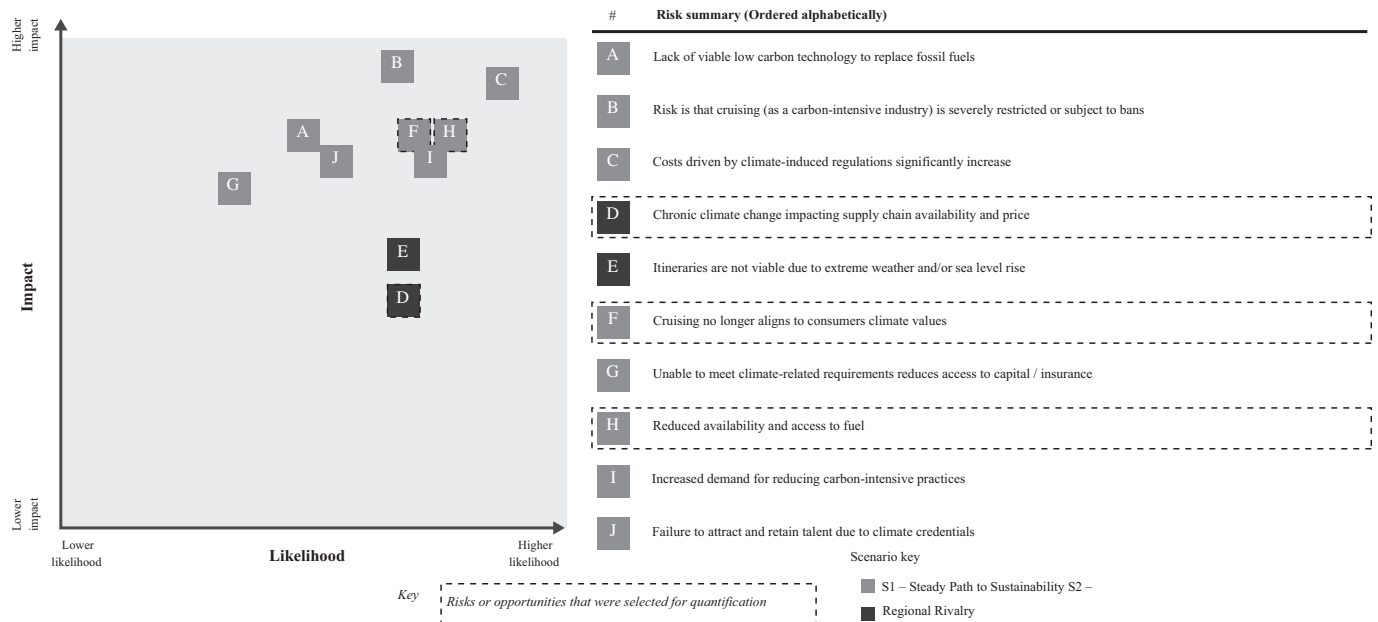 Higher
impact
Impact
Lower
impact
B
C
A
F
H
J
I
G
E
D
Lower
likelihood
Likelihood
Higher
likelihood
# Risk summary (Ordered alphabetically)
A Lack of viable low carbon technology to replace fossil fuels
B Risk is that cruising (as a carbon-intensive industry) is severely restricted or subject to bans
C Costs driven by climate-induced regulations significantly increase
D Chronic climate change impacting supply chain availability and price
E Itineraries are not viable due to extreme weather and/or sea level rise
F Cruising no longer aligns to consumers climate values
G Unable to meet climate-related requirements reduces access to capital / insurance
H Reduced availability and access to fuel
I Increased demand for reducing carbon-intensive practices
J Failure to attract and retain talent due to climate credentials
Key
Risks or opportunities that were selected for quantification
Scenario key
S1 – Steady Path to Sustainability S2 –
Regional Rivalry